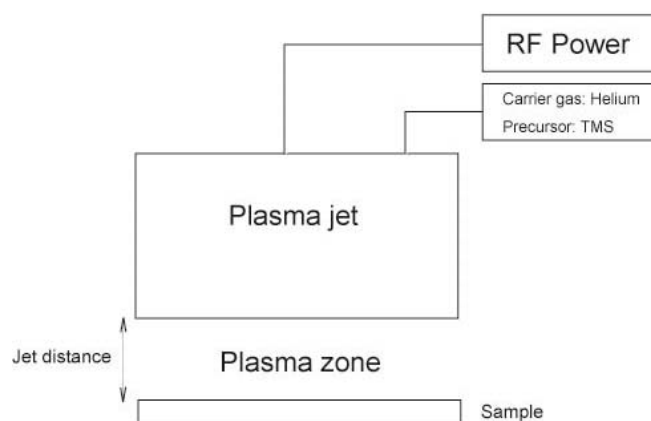 RF Power
Carrier gas: Helium
Precursor: TMS
Plasma jet
Jet distance
Plasma zone
Sample